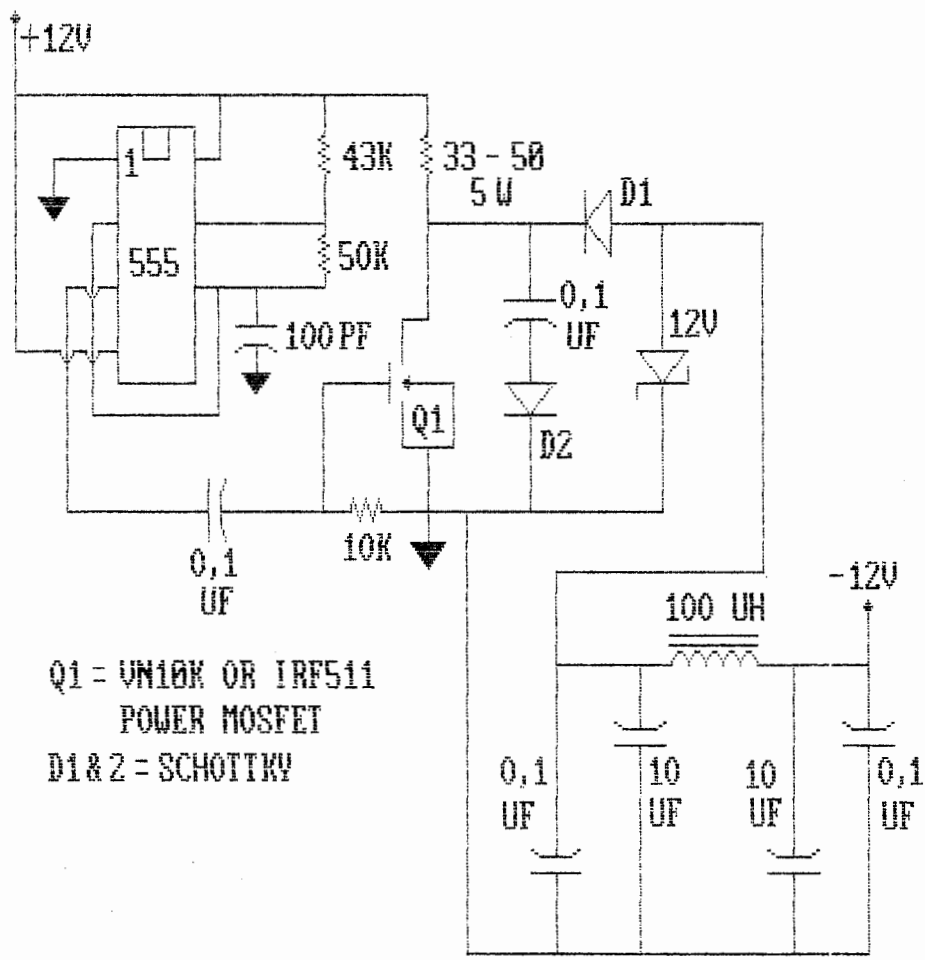 +12V
1
43K
33 - 50
5 W
D1
555
50K
0,1
UF
12V
100 PF
Q1
D2
10K
0,1
UF
-12V
100 UH
Q1 = VN10K OR IRF511
POWER MOSFET
D1 & 2 = SCHOTTKY
0,1
UF
10
UF
10
UF
0,1
UF